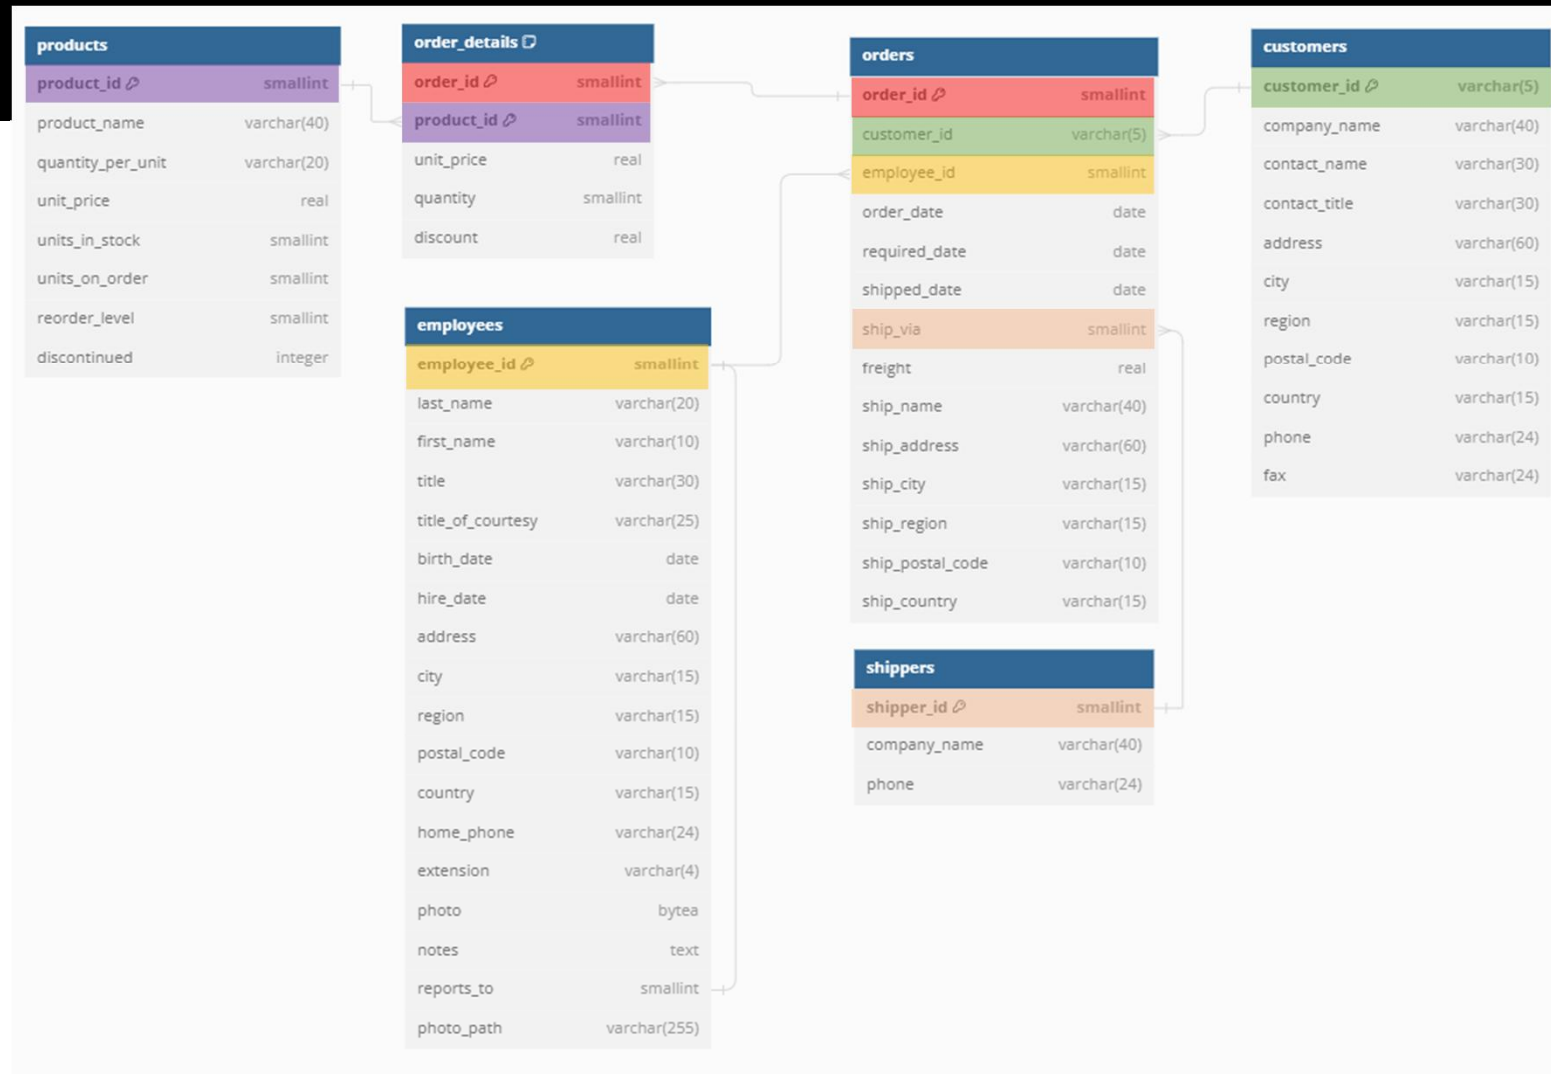 products
product_id smallint
product_name varchar(40)
quantity_per_unit varchar(20)
unit_price real
units_in_stock smallint
units_on_order smallint
reorder_level smallint
discontinued integer
order_details
order_id smallint
product_id smallint
unit_price real
quantity smallint
discount real
employees
employee_id smallint
last_name varchar(20)
first_name varchar(10)
title varchar(30)
title_of_courtesy varchar(25)
birth_date date
hire_date date
address varchar(60)
city varchar(15)
region varchar(15)
postal_code varchar(10)
country varchar(15)
home_phone varchar(24)
extension varchar(4)
photo bytea
notes text
reports_to smallint
photo_path varchar(255)
orders
order_id smallint
customer_id varchar(5)
employee_id smallint
order_date date
required_date date
shipped_date date
ship_via smallint
freight real
ship_name varchar(40)
ship_address varchar(60)
ship_city varchar(15)
ship_region varchar(15)
ship_postal_code varchar(10)
ship_country varchar(15)
shippers
shipper_id smallint
company_name varchar(40)
phone varchar(24)
customers
customer_id varchar(5)
company_name varchar(40)
contact_name varchar(30)
contact_title varchar(30)
address varchar(60)
city varchar(15)
region varchar(15)
postal_code varchar(10)
country varchar(15)
phone varchar(24)
fax varchar(24)